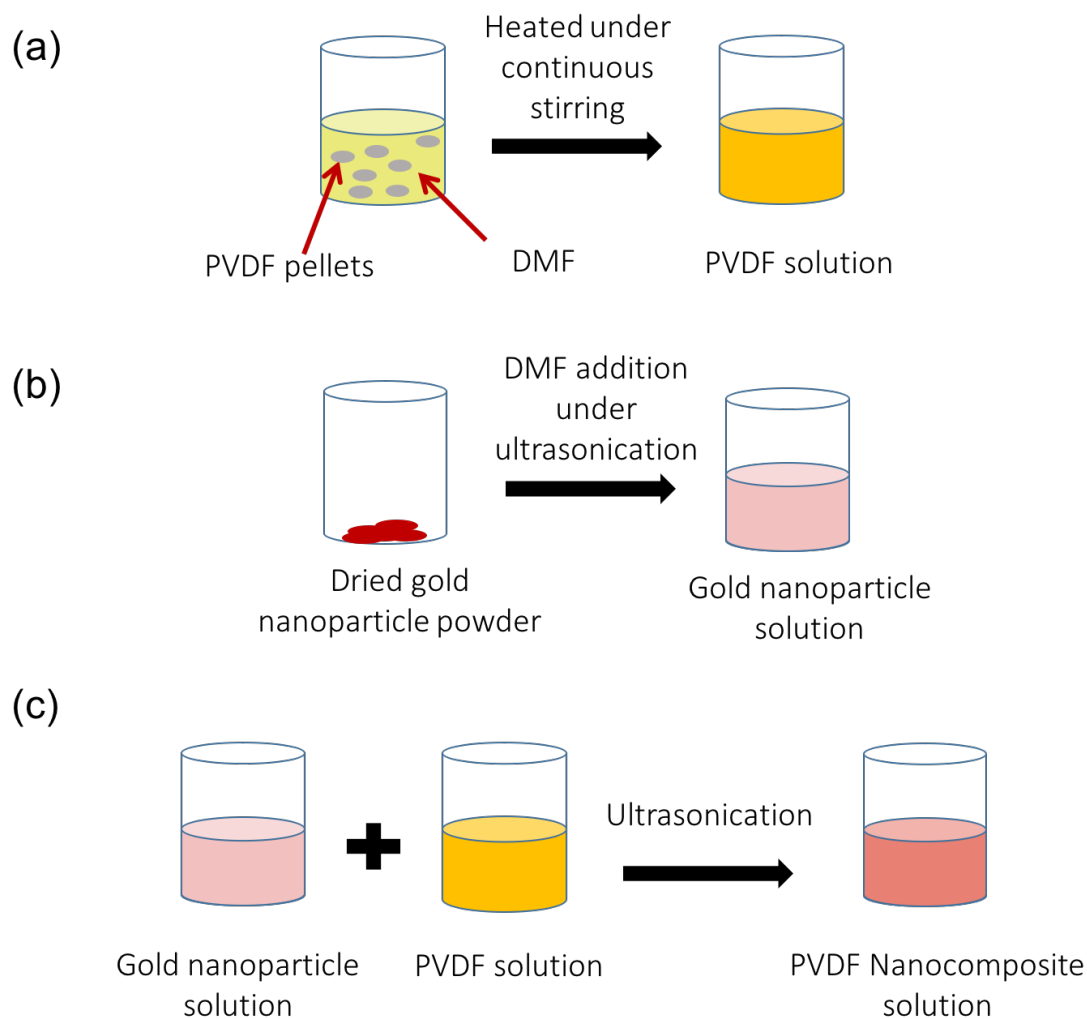 (a)
Heated under
continuous
stirring
PVDF pellets
DMF
PVDF solution
(b)
DMF addition
under
ultrasonication
Dried gold
nanoparticle powder
Gold nanoparticle
solution
(c)
Ultrasonication
Gold nanoparticle
solution
PVDF solution
PVDF Nanocomposite
solution